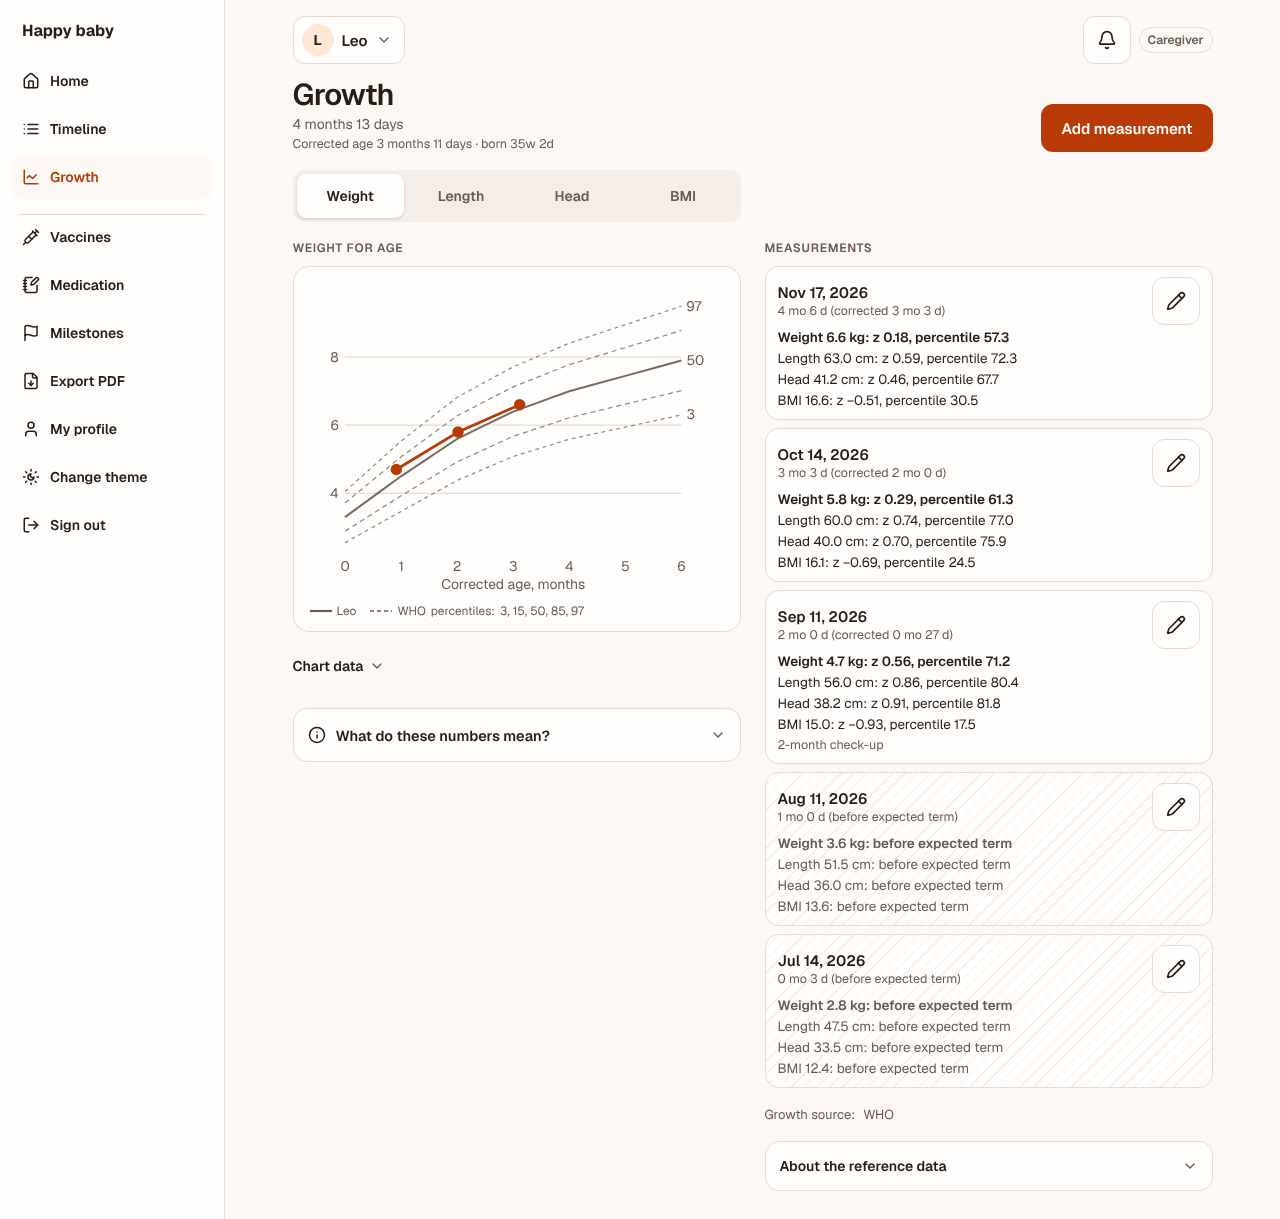 Happy baby
Home
Timeline
Growth
Vaccines
Medication
Milestones
Export PDF
My profile
Change theme
Sign out
L Leo
Caregiver
Growth
4 months 13 days
Corrected age 3 months 11 days · born 35w 2d
Add measurement
Weight Length Head BMI
WEIGHT FOR AGE
97
8
50
6
3
4
0 1 2 3 4 5 6
Corrected age, months
Leo WHO percentiles: 3, 15, 50, 85, 97
Chart data
What do these numbers mean?
MEASUREMENTS
Nov 17, 2026
4 mo 6 d (corrected 3 mo 3 d)
Weight 6.6 kg: z 0.18, percentile 57.3
Length 63.0 cm: z 0.59, percentile 72.3
Head 41.2 cm: z 0.46, percentile 67.7
BMI 16.6: z −0.51, percentile 30.5
Oct 14, 2026
3 mo 3 d (corrected 2 mo 0 d)
Weight 5.8 kg: z 0.29, percentile 61.3
Length 60.0 cm: z 0.74, percentile 77.0
Head 40.0 cm: z 0.70, percentile 75.9
BMI 16.1: z −0.69, percentile 24.5
Sep 11, 2026
2 mo 0 d (corrected 0 mo 27 d)
Weight 4.7 kg: z 0.56, percentile 71.2
Length 56.0 cm: z 0.86, percentile 80.4
Head 38.2 cm: z 0.91, percentile 81.8
BMI 15.0: z −0.93, percentile 17.5
2-month check-up
Aug 11, 2026
1 mo 0 d (before expected term)
Weight 3.6 kg: before expected term
Length 51.5 cm: before expected term
Head 36.0 cm: before expected term
BMI 13.6: before expected term
Jul 14, 2026
0 mo 3 d (before expected term)
Weight 2.8 kg: before expected term
Length 47.5 cm: before expected term
Head 33.5 cm: before expected term
BMI 12.4: before expected term
Growth source: WHO
About the reference data